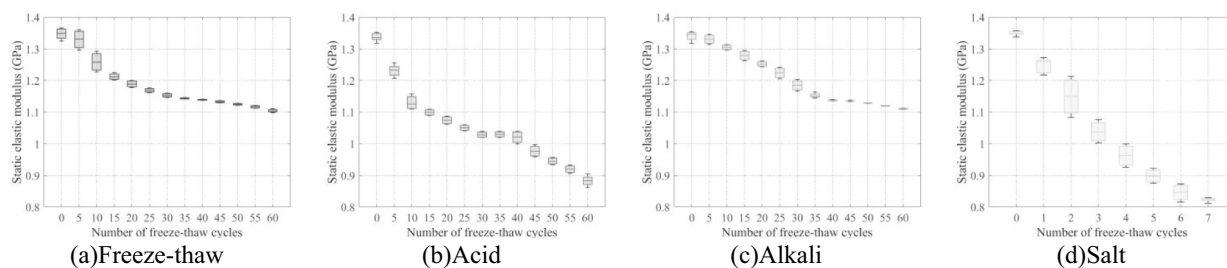 Static elastic modulus (GPa)
1.4
1.3
1.2
1.1
1
0.9
0.8
0 5 10 15 20 25 30 35 40 45 50 55 60
Number of freeze-thaw cycles
(a)Freeze-thaw
Static elastic modulus (GPa)
1.4
1.3
1.2
1.1
1
0.9
0.8
0 5 10 15 20 25 30 35 40 45 50 55 60
Number of freeze-thaw cycles
(b)Acid
Static elastic modulus (GPa)
1.4
1.3
1.2
1.1
1
0.9
0.8
0 5 10 15 20 25 30 35 40 45 50 55 60
Number of freeze-thaw cycles
(c)Alkali
Static elastic modulus (GPa)
1.4
1.3
1.2
1.1
1
0.9
0.8
0 1 2 3 4 5 6 7
Number of freeze-thaw cycles
(d)Salt